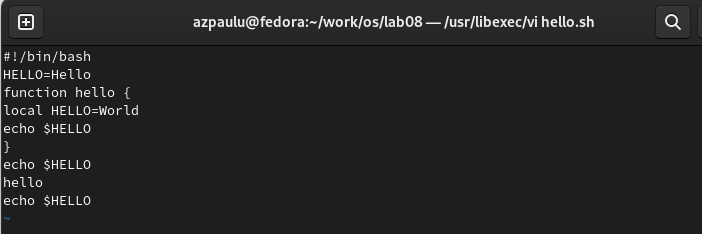 azpaulu@fedora:~/work/os/lab08 — /usr/libexec/vi hello.sh
#!/bin/bash
HELLO=Hello
function hello {
local HELLO=World
echo $HELLO
}
echo $HELLO
hello
echo $HELLO
~